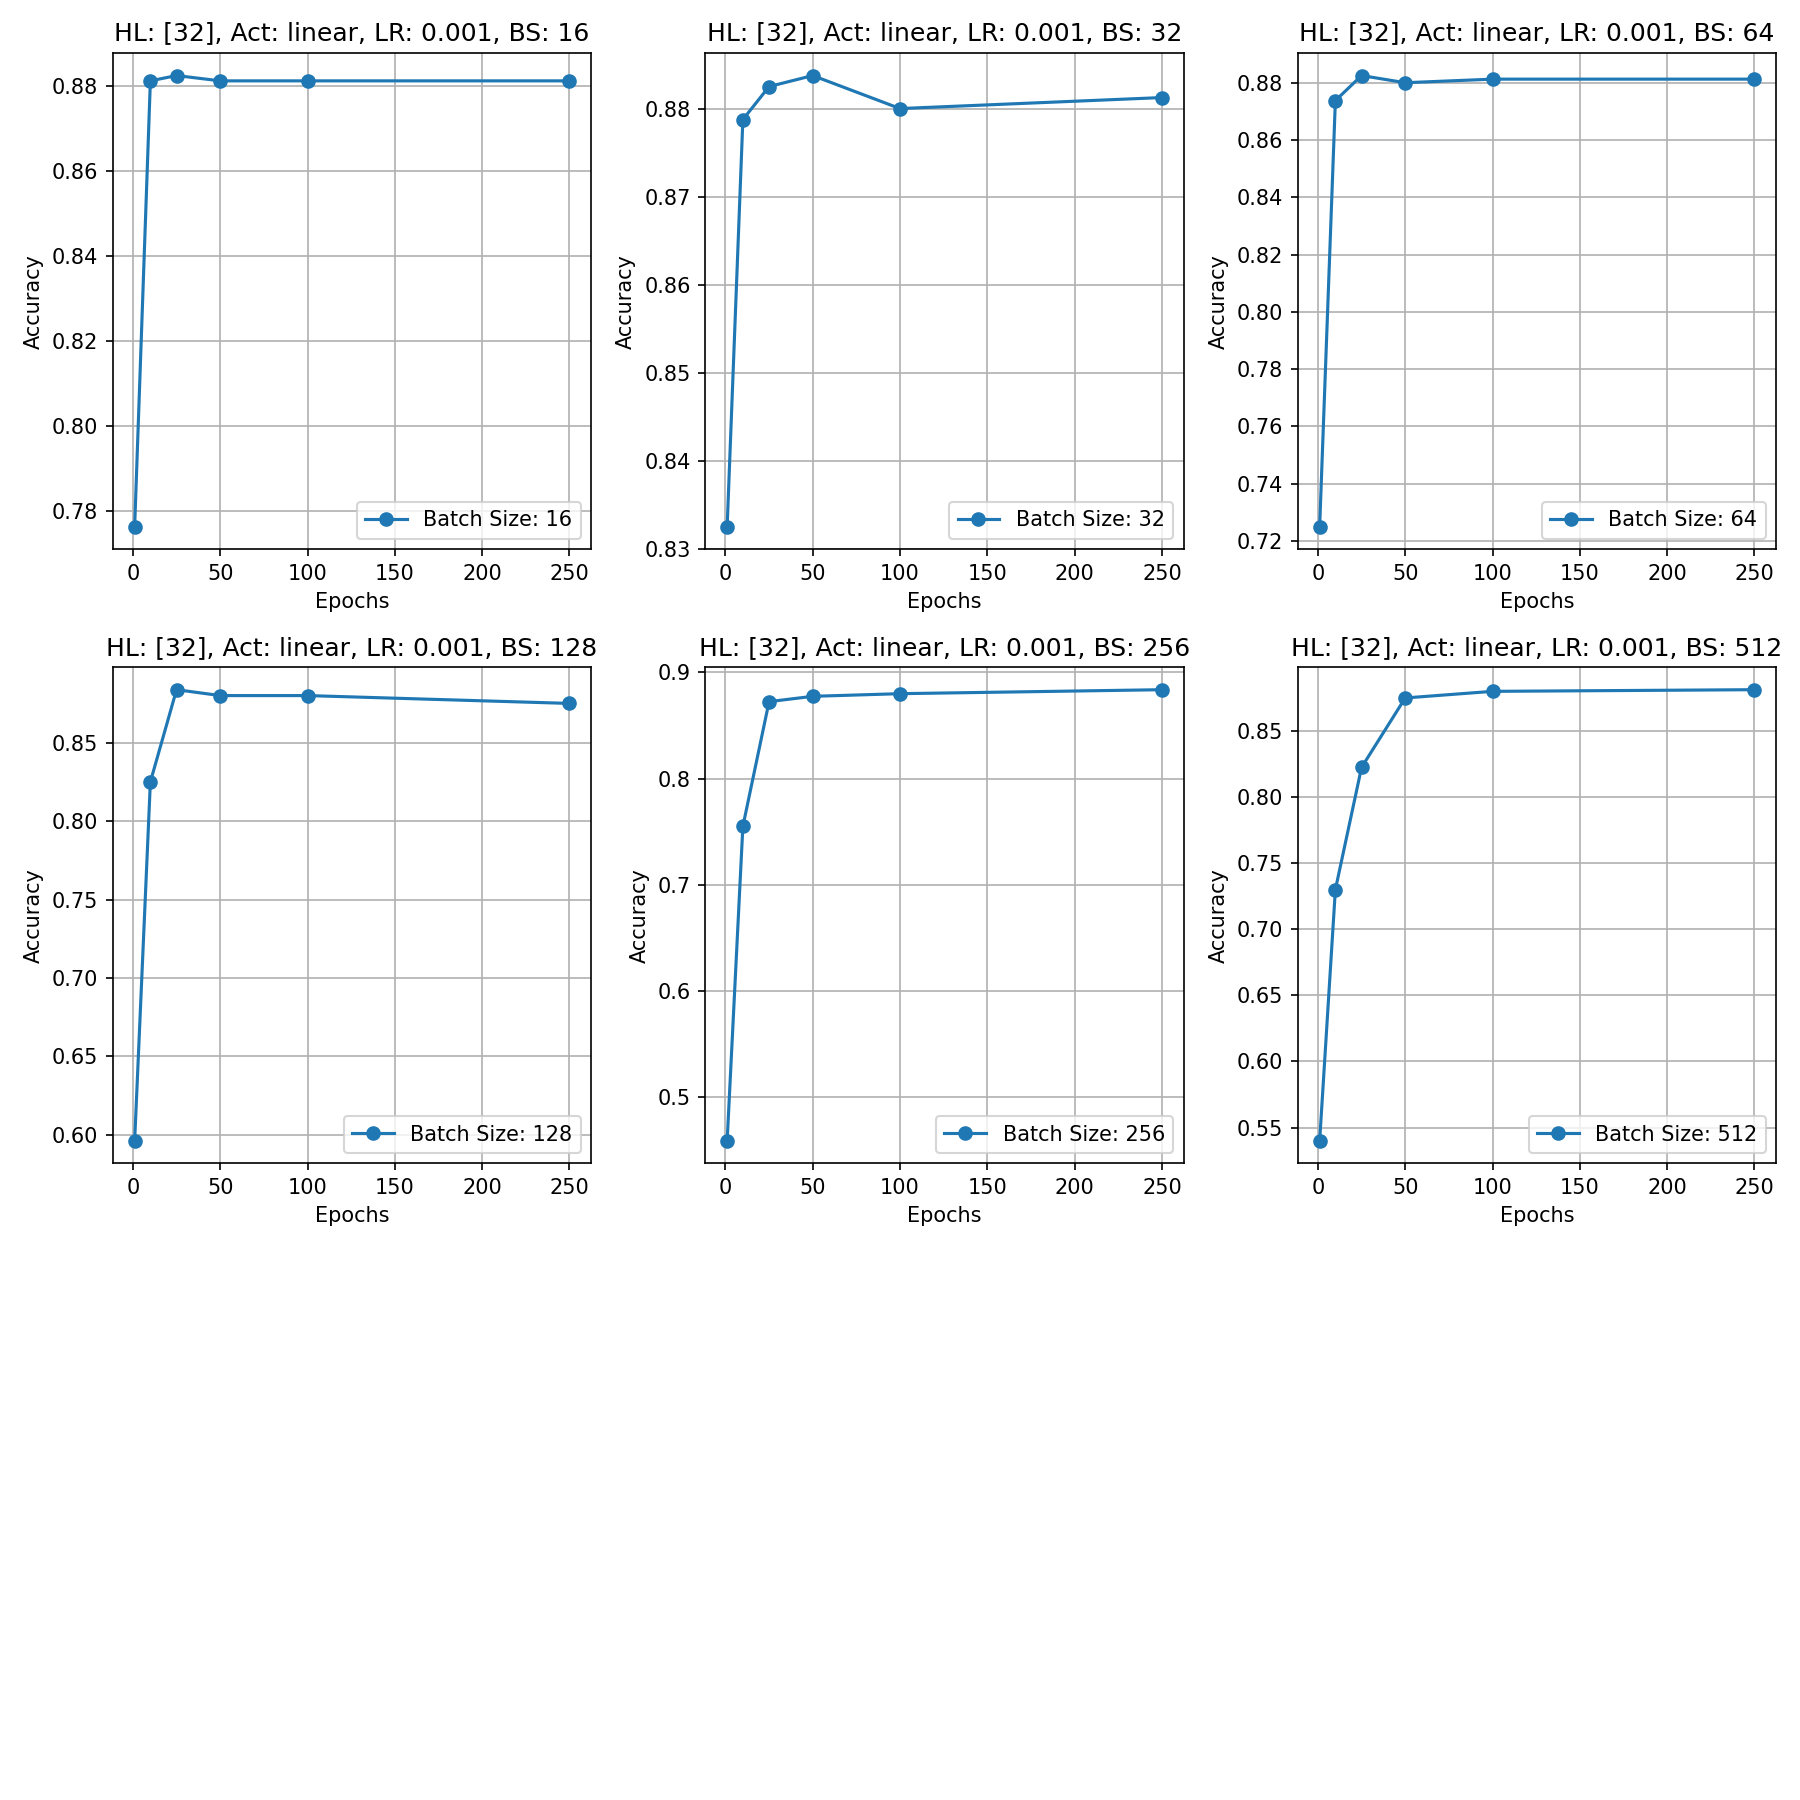 HL: [32], Act: linear, LR: 0.001, BS: 16
0.88
0.86
0.84
0.82
0.80
0.78
Accuracy
Batch Size: 16
0 50 100 150 200 250
Epochs
HL: [32], Act: linear, LR: 0.001, BS: 32
0.88
0.87
0.86
0.85
0.84
0.83
Accuracy
Batch Size: 32
0 50 100 150 200 250
Epochs
HL: [32], Act: linear, LR: 0.001, BS: 64
0.88
0.86
0.84
0.82
0.80
0.78
0.76
0.74
0.72
Accuracy
Batch Size: 64
0 50 100 150 200 250
Epochs
HL: [32], Act: linear, LR: 0.001, BS: 128
0.85
0.80
0.75
0.70
0.65
0.60
Accuracy
Batch Size: 128
0 50 100 150 200 250
Epochs
HL: [32], Act: linear, LR: 0.001, BS: 256
0.9
0.8
0.7
0.6
0.5
Accuracy
Batch Size: 256
0 50 100 150 200 250
Epochs
HL: [32], Act: linear, LR: 0.001, BS: 512
0.85
0.80
0.75
0.70
0.65
0.60
0.55
Accuracy
Batch Size: 512
0 50 100 150 200 250
Epochs